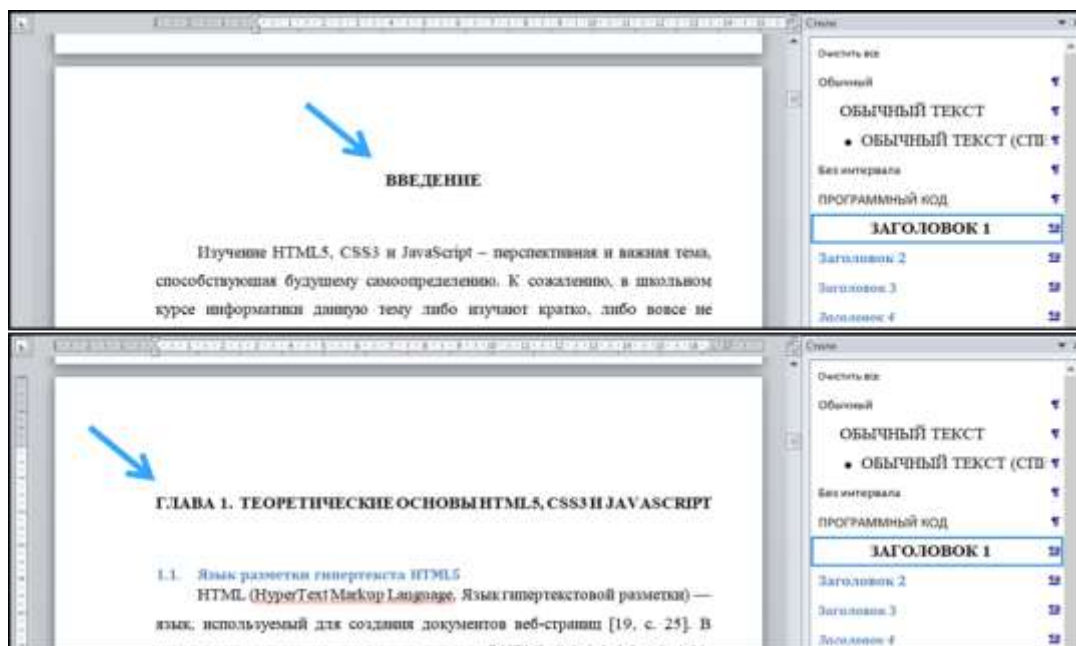 Стили
Очистить все
Обычный
ОБЫЧНЫЙ ТЕКСТ
• ОБЫЧНЫЙ ТЕКСТ (СПИ
Без интервала
ПРОГРАММНЫЙ КОД
ЗАГОЛОВОК 1
Заголовок 2
Заголовок 3
Заголовок 4
ВВЕДЕНИЕ
Изучение HTML5, CSS3 и JavaScript – перспективная и важная тема,
способствующая будущему самоопределению. К сожалению, в школьном
курсе информатики данную тему либо изучают кратко, либо вовсе не
Стили
Очистить все
Обычный
ОБЫЧНЫЙ ТЕКСТ
• ОБЫЧНЫЙ ТЕКСТ (СПИ
Без интервала
ПРОГРАММНЫЙ КОД
ЗАГОЛОВОК 1
Заголовок 2
Заголовок 3
Заголовок 4
ГЛАВА 1. ТЕОРЕТИЧЕСКИЕ ОСНОВЫ HTML5, CSS3 И JAVASCRIPT
1.1. Язык разметки гипертекста HTML5
HTML (HyperText Markup Language, Язык гипертекстовой разметки) —
язык, используемый для создания документов веб-страниц [19, с. 25]. В